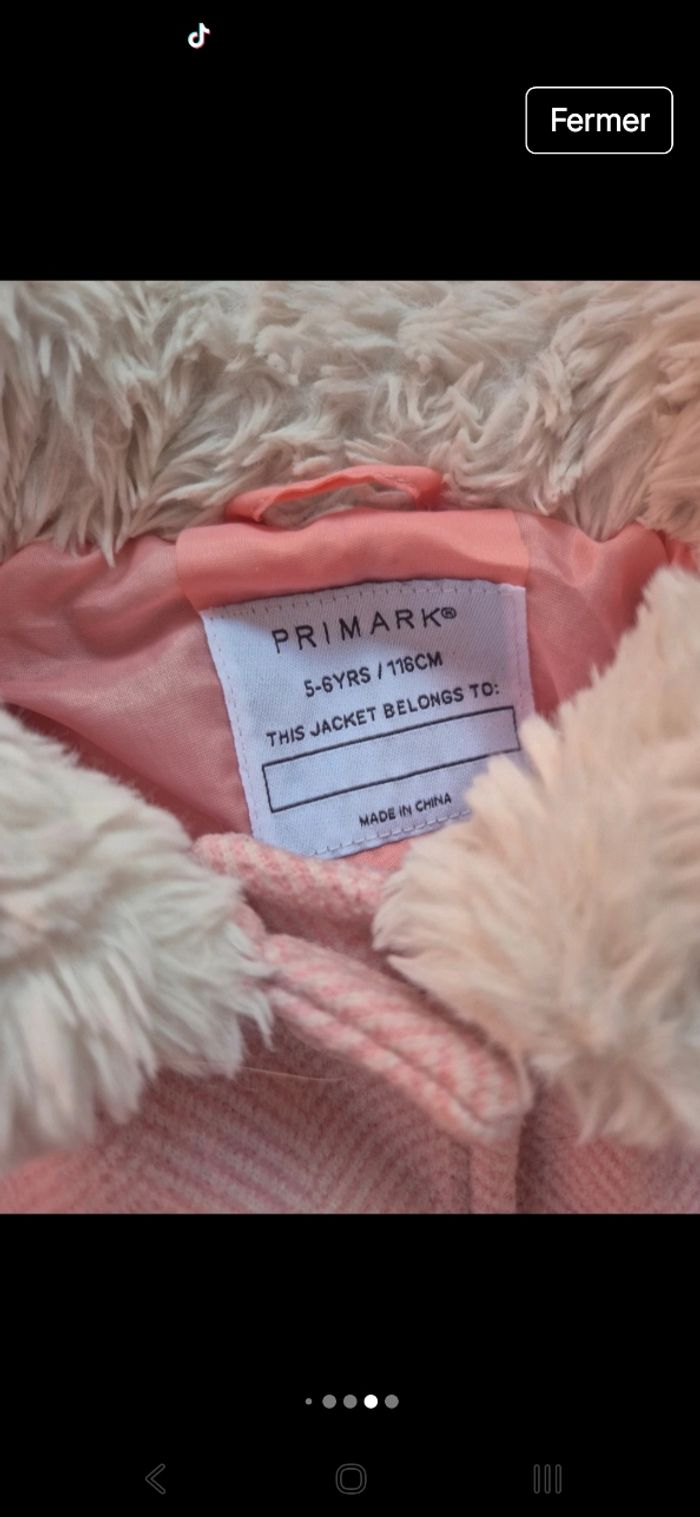 Fermer
PRIMARK®
5-6YRS / 116CM
THIS JACKET BELONGS TO:
MADE IN CHINA